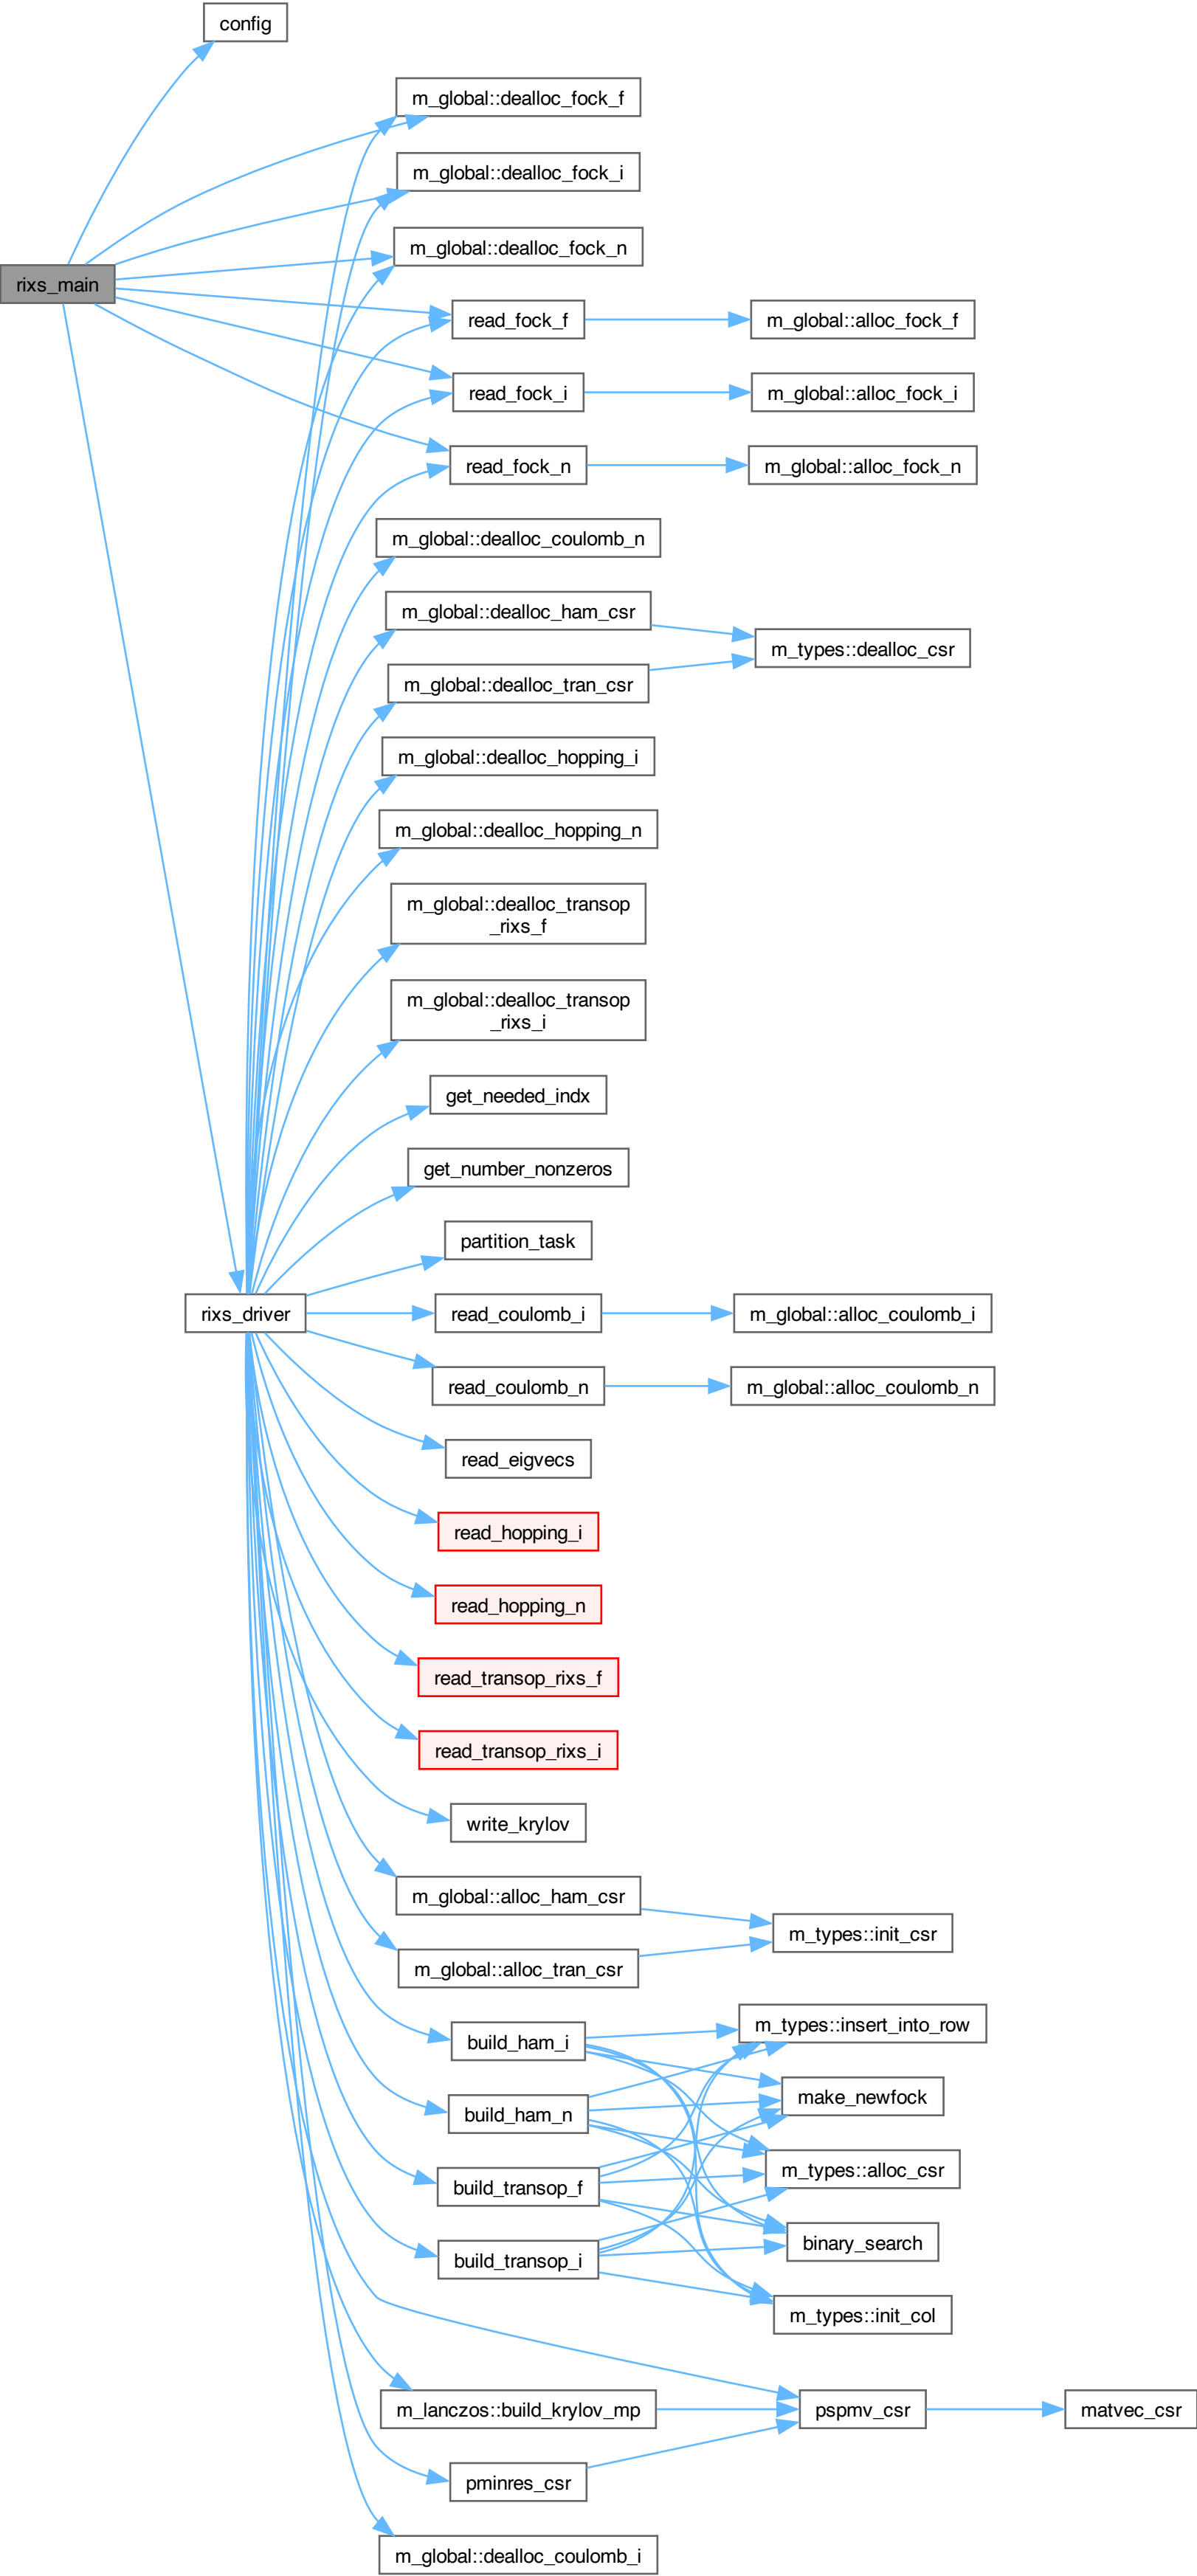 config
m_global::dealloc_fock_f
m_global::dealloc_fock_i
m_global::dealloc_fock_n
rixs_main
read_fock_f
m_global::alloc_fock_f
read_fock_i
m_global::alloc_fock_i
read_fock_n
m_global::alloc_fock_n
m_global::dealloc_coulomb_n
m_global::dealloc_ham_csr
m_types::dealloc_csr
m_global::dealloc_tran_csr
m_global::dealloc_hopping_i
m_global::dealloc_hopping_n
m_global::dealloc_transop
_rixs_f
m_global::dealloc_transop
_rixs_i
get_needed_indx
get_number_nonzeros
partition_task
rixs_driver
read_coulomb_i
m_global::alloc_coulomb_i
read_coulomb_n
m_global::alloc_coulomb_n
read_eigvecs
read_hopping_i
read_hopping_n
read_transop_rixs_f
read_transop_rixs_i
write_krylov
m_global::alloc_ham_csr
m_types::init_csr
m_global::alloc_tran_csr
m_types::insert_into_row
build_ham_i
make_newfock
build_ham_n
m_types::alloc_csr
build_transop_f
binary_search
build_transop_i
m_types::init_col
m_lanczos::build_krylov_mp
pspmv_csr
matvec_csr
pminres_csr
m_global::dealloc_coulomb_i